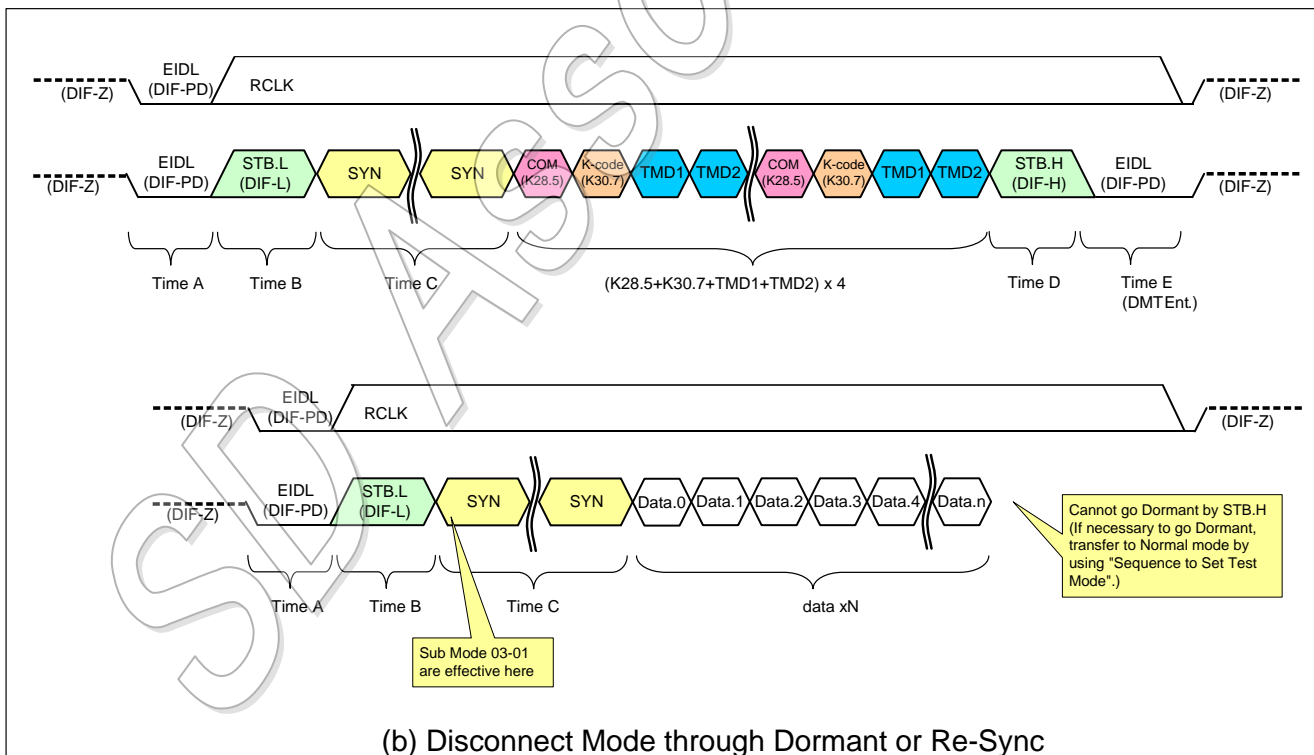 EIDL
(DIF-PD)
RCLK
(DIF-Z)
(DIF-Z)
EIDL
(DIF-PD)
STB.L
(DIF-L)
SYN
SYN
COM
(K28.5)
K-code
(K30.7)
TMD1
TMD2
COM
(K28.5)
K-code
(K30.7)
TMD1
TMD2
STB.H
(DIF-H)
EIDL
(DIF-PD)
(DIF-Z)
(DIF-Z)
Time A
Time B
Time C
(K28.5+K30.7+TMD1+TMD2) x 4
Time D
Time E
(DMTEnt.)
EIDL
(DIF-PD)
RCLK
(DIF-Z)
(DIF-Z)
EIDL
(DIF-PD)
STB.L
(DIF-L)
SYN
SYN
Data.0
Data.1
Data.2
Data.3
Data.4
Data.n
(DIF-Z)
Cannot go Dormant by STB.H
(If necessary to go Dormant,
transfer to Normal mode by
using "Sequence to Set Test
Mode".)
Time A
Time B
Time C
data xN
Sub Mode 03-01
are effective here
(b) Disconnect Mode through Dormant or Re-Sync
SD Asso